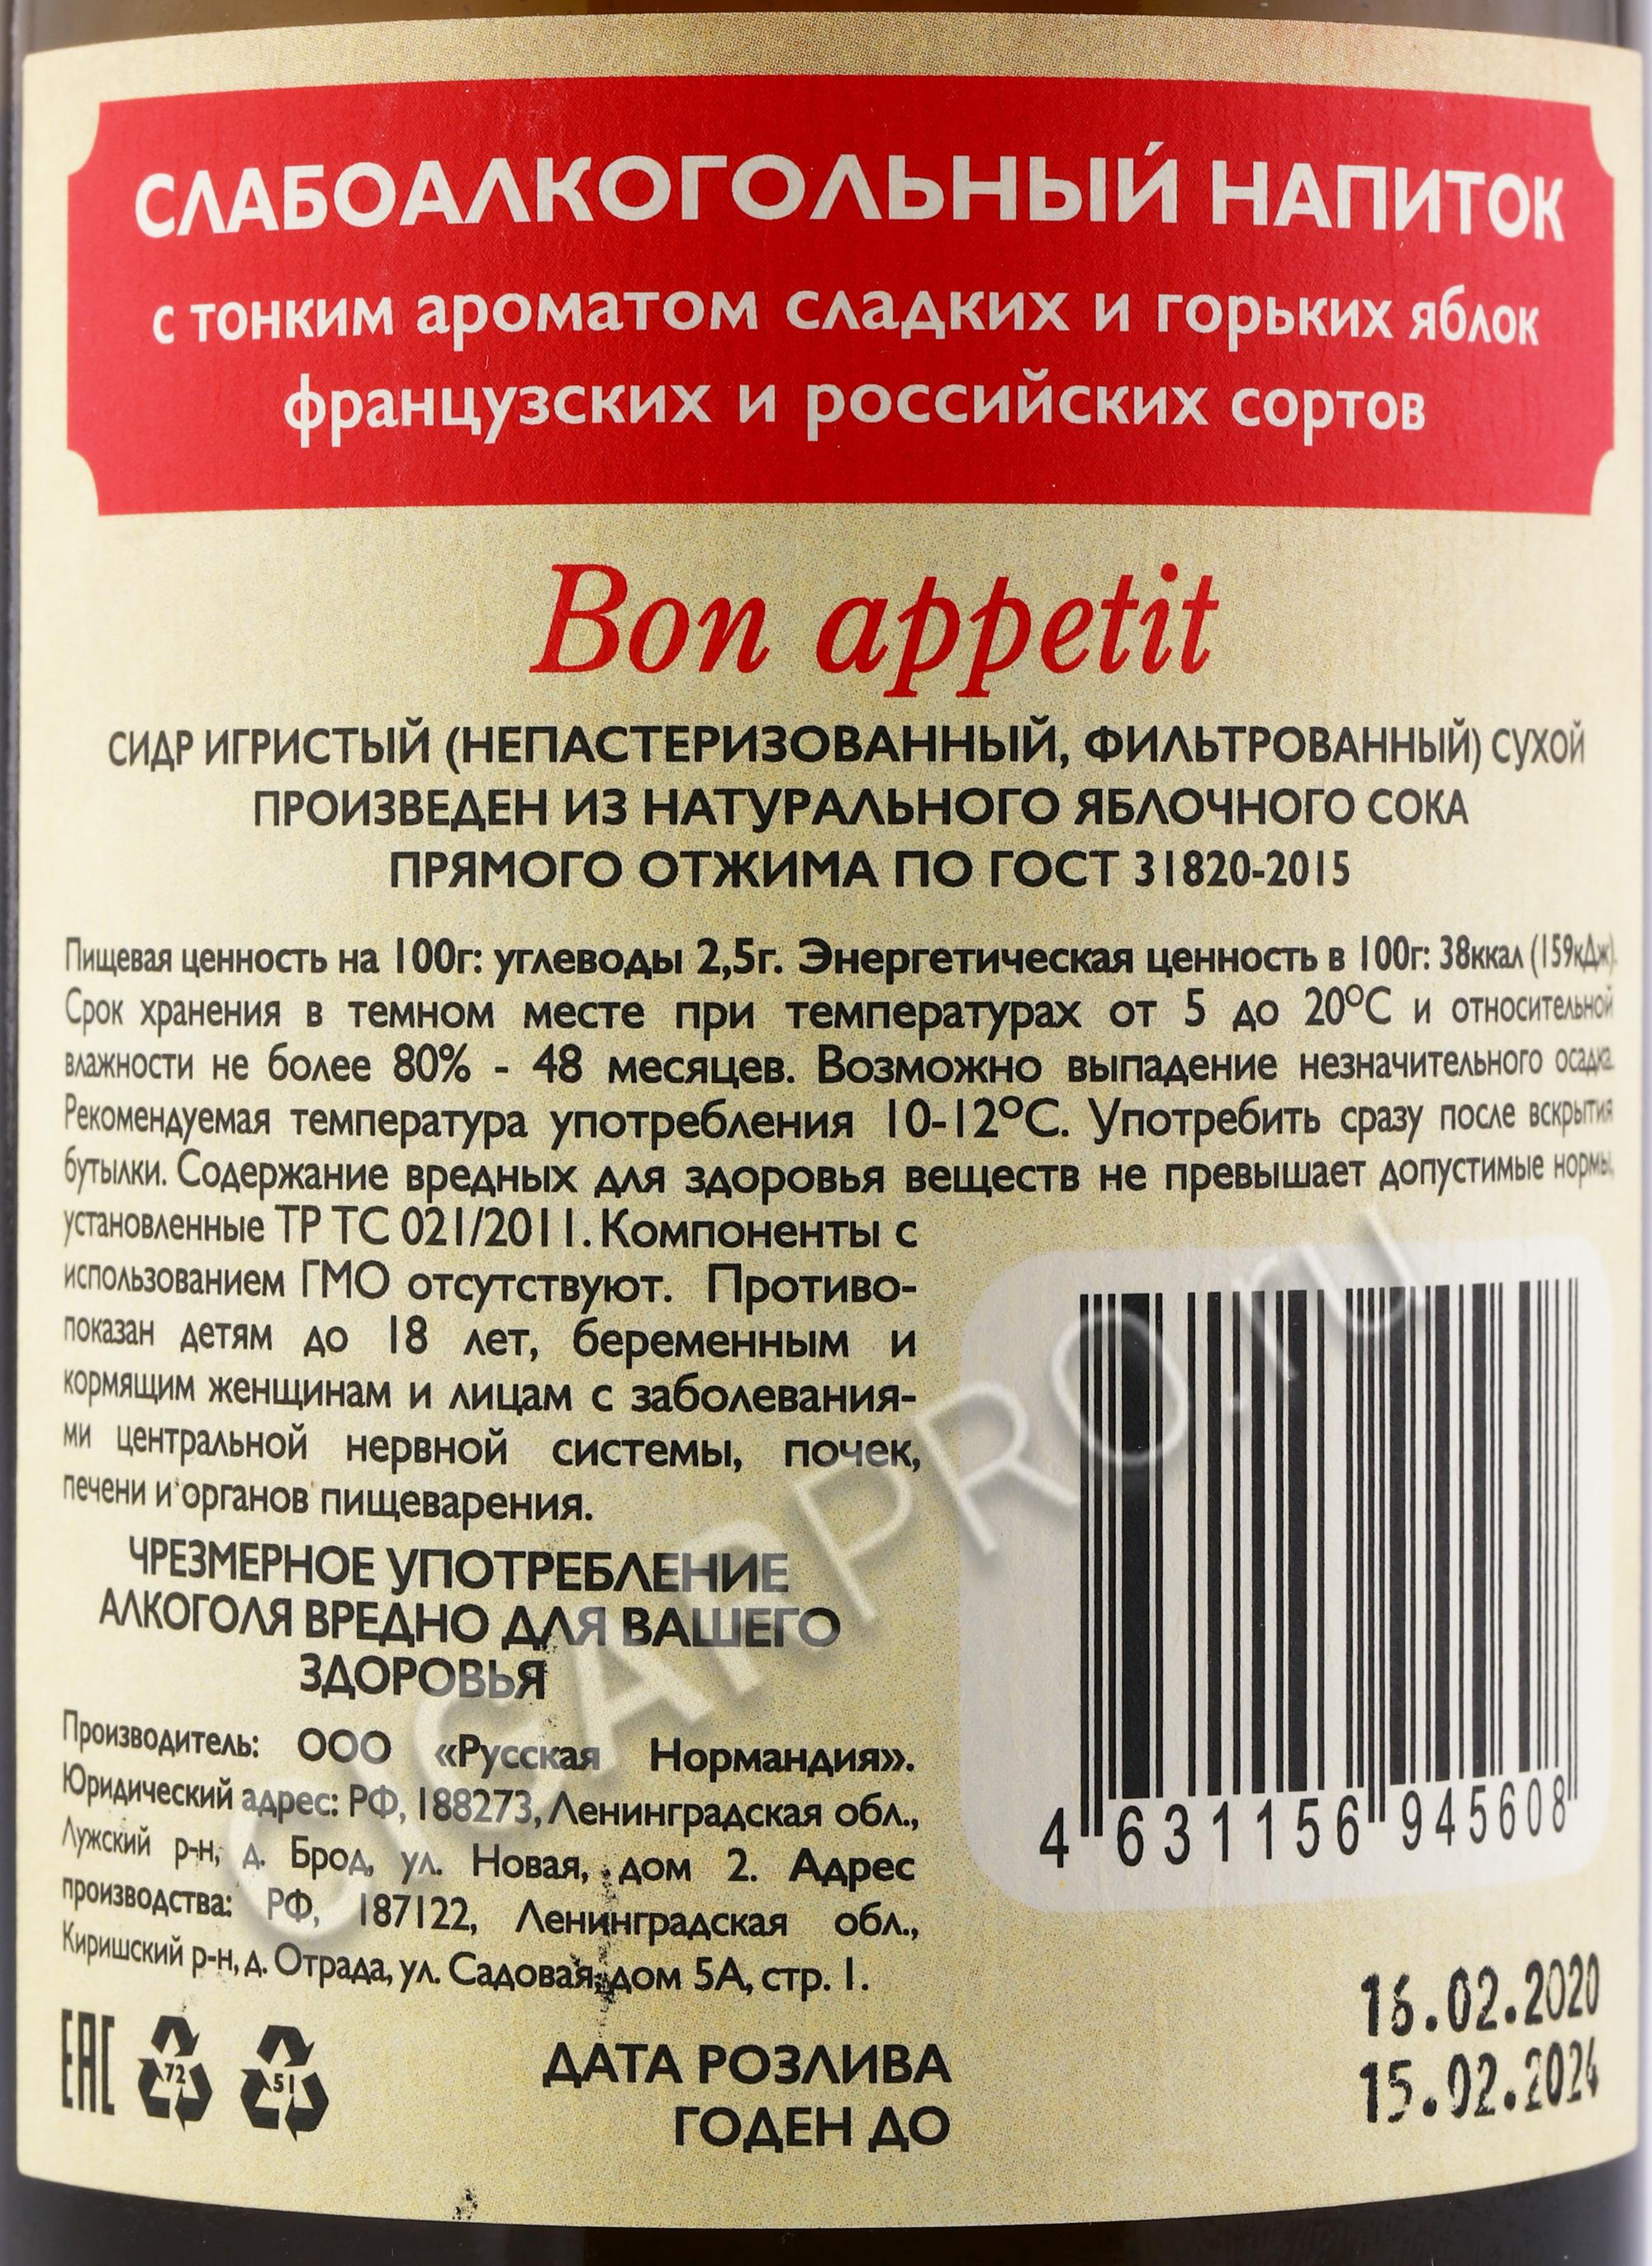 СЛАБОАЛКОГОЛЬНЫЙ НАПИТОК
с тонким ароматом сладких и горьких яблок
французских и российских сортов
Bon appetit
СИДР ИГРИСТЫЙ (НЕПАСТЕРИЗОВАННЫЙ, ФИЛЬТРОВАННЫЙ) СУХОЙ
ПРОИЗВЕДЕН ИЗ НАТУРАЛЬНОГО ЯБЛОЧНОГО СОКА
ПРЯМОГО ОТЖИМА ПО ГОСТ 31820-2015
Пищевая ценность на 100г: углеводы 2,5г. Энергетическая ценность в 100г: 38ккал (159кДж).
Срок хранения в темном месте при температурах от 5 до 20°С и относительной
влажности не более 80% - 48 месяцев. Возможно выпадение незначительного осадка.
Рекомендуемая температура употребления 10-12°С. Употребить сразу после вскрытия
бутылки. Содержание вредных для здоровья веществ не превышает допустимые нормы,
установленные ТР ТС 021/2011. Компоненты с
использованием ГМО отсутствуют. Противо-
показан детям до 18 лет, беременным и
кормящим женщинам и лицам с заболевания-
ми центральной нервной системы, почек,
печени и органов пищеварения.
ЧРЕЗМЕРНОЕ УПОТРЕБЛЕНИЕ
АЛКОГОЛЯ ВРЕДНО ДЛЯ ВАШЕГО
ЗДОРОВЬЯ
Производитель: ООО «Русская Нормандия».
Юридический адрес: РФ, 188273, Ленинградская обл.,
Лужский р-н, д. Брод, ул. Новая, дом 2. Адрес
производства: РФ, 187122, Ленинградская обл.,
Киришский р-н, д. Отрада, ул. Садовая, дом 5А, стр. 1.
4 631156 945608
CIGARPRO.ru
EAC 72 51
ДАТА РОЗЛИВА 16.02.2020
ГОДЕН ДО 15.02.2024